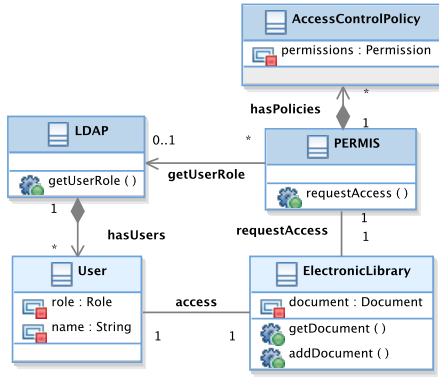 AccessControlPolicy
permissions : Permission
*
hasPolicies
1
LDAP
getUserRole ( )
0..1
*
getUserRole
PERMIS
requestAccess ( )
1
hasUsers
*
1
requestAccess
1
User
role : Role
name : String
access
1
1
ElectronicLibrary
document : Document
getDocument ( )
addDocument ( )